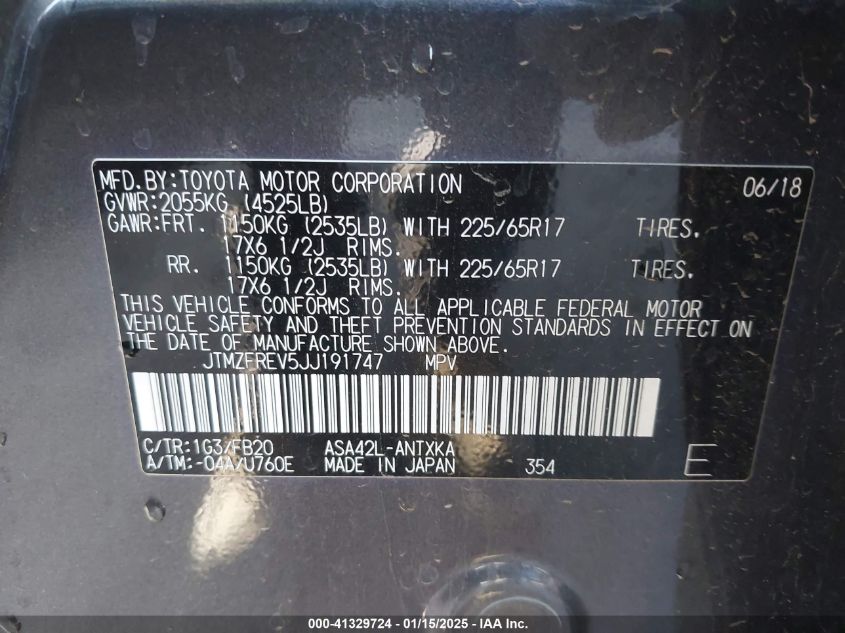 MFD.BY:TOYOTA MOTOR CORPORATION 06/18
GVWR:2055KG (4525LB)
GAWR:FRT. 1150KG (2535LB) WITH 225/65R17 TIRES.
17X6 1/2J RIMS.
RR. 1150KG (2535LB) WITH 225/65R17 TIRES.
17X6 1/2J RIMS.
THIS VEHICLE CONFORMS TO ALL APPLICABLE FEDERAL MOTOR
VEHICLE SAFETY AND THEFT PREVENTION STANDARDS IN EFFECT ON
THE DATE OF MANUFACTURE SHOWN ABOVE.
JTMZFREV5JJ191747 MPV
C/TR:1G3/FB20 ASA42L-ANTXKA
A/TM:-04A/U760E MADE IN JAPAN 354 E
000-41329724 — 01/15/2025 — IAA Inc.